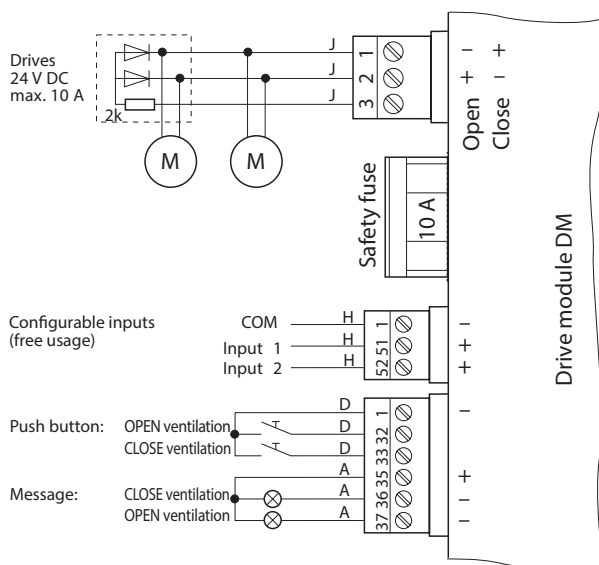 Drives
24 V DC
max. 10 A
2k
M M
J 1 - +
J 2 + -
J 3
Open
Close
Safety fuse
10 A
Drive module DM
Configurable inputs
(free usage)
COM H 1 -
Input 1 H 51 +
Input 2 H 52 +
Push button:
D 1 -
OPEN ventilation D 32
CLOSE ventilation D 33
Message:
A 35 +
CLOSE ventilation A 36 -
OPEN ventilation A 37 -